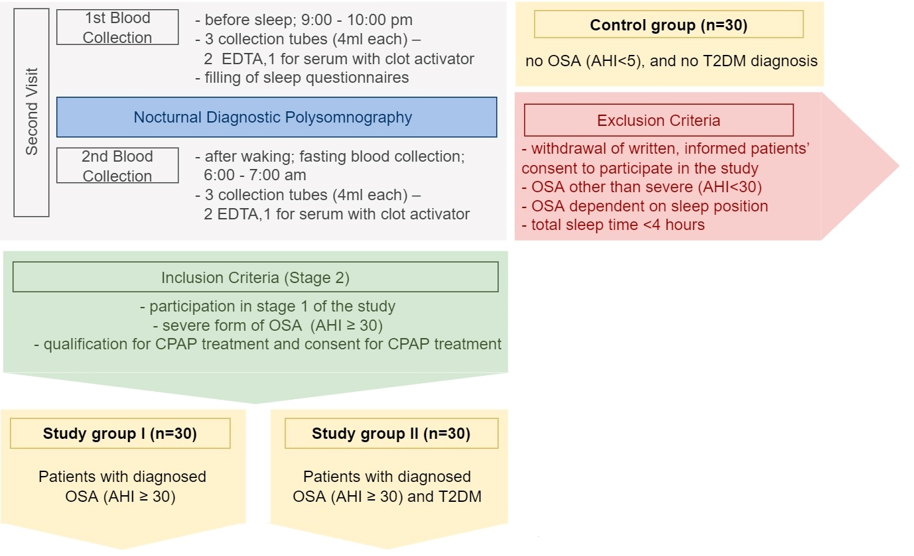 Second Visit
1st Blood
Collection
- before sleep; 9:00 - 10:00 pm
- 3 collection tubes (4ml each) –
2 EDTA,1 for serum with clot activator
- filling of sleep questionnaires
Nocturnal Diagnostic Polysomnography
2nd Blood
Collection
- after waking; fasting blood collection;
6:00 - 7:00 am
- 3 collection tubes (4ml each) –
2 EDTA,1 for serum with clot activator
Control group (n=30)
no OSA (AHI<5), and no T2DM diagnosis
Exclusion Criteria
- withdrawal of written, informed patients’
consent to participate in the study
- OSA other than severe (AHI<30)
- OSA dependent on sleep position
- total sleep time <4 hours
Inclusion Criteria (Stage 2)
- participation in stage 1 of the study
- severe form of OSA (AHI ≥ 30)
- qualification for CPAP treatment and consent for CPAP treatment
Study group I (n=30)
Patients with diagnosed
OSA (AHI ≥ 30)
Study group II (n=30)
Patients with diagnosed
OSA (AHI ≥ 30) and T2DM